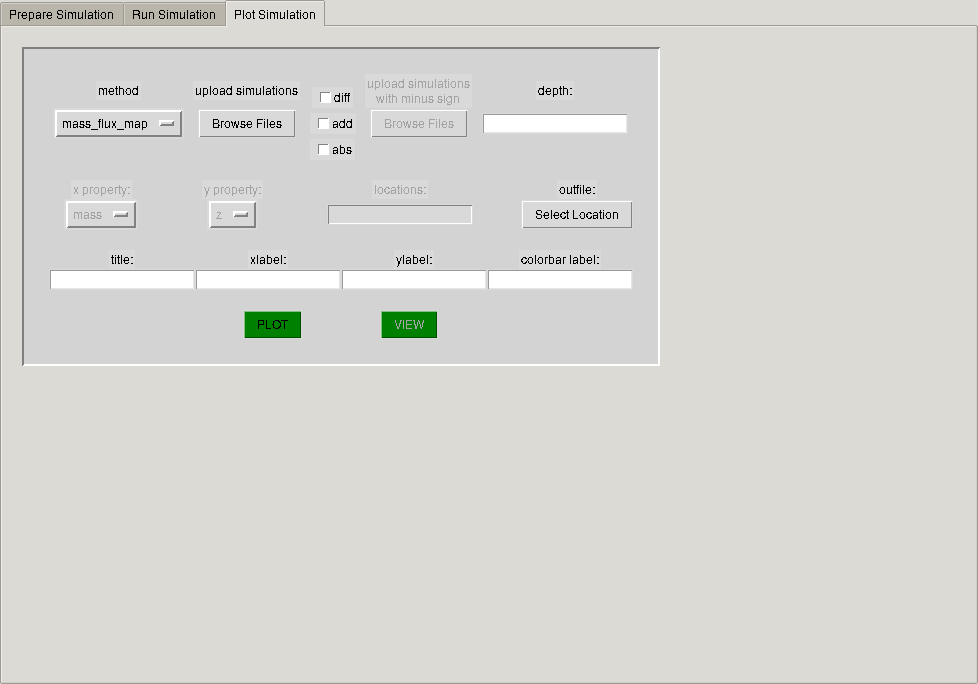 Prepare Simulation Run Simulation Plot Simulation
method upload simulations diff upload simulations with minus sign depth:
mass_flux_map Browse Files add Browse Files
abs
x property: y property: locations: outfile:
mass z Select Location
title: xlabel: ylabel: colorbar label:
PLOT VIEW